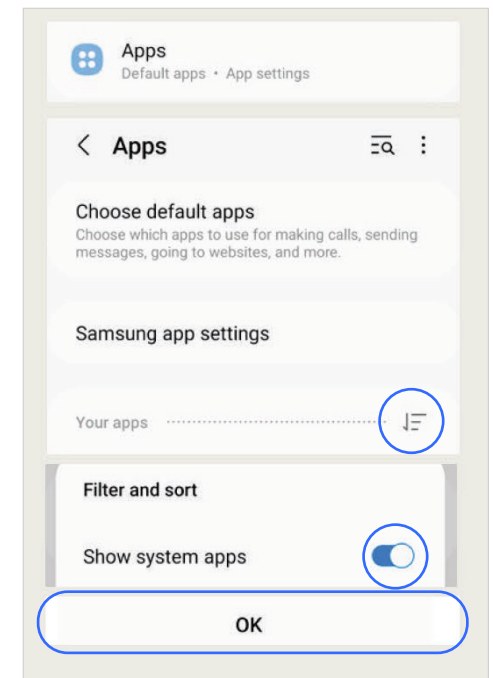 Apps
Default apps • App settings
Apps
Choose default apps
Choose which apps to use for making calls, sending
messages, going to websites, and more.
Samsung app settings
Your apps
Filter and sort
Show system apps
OK